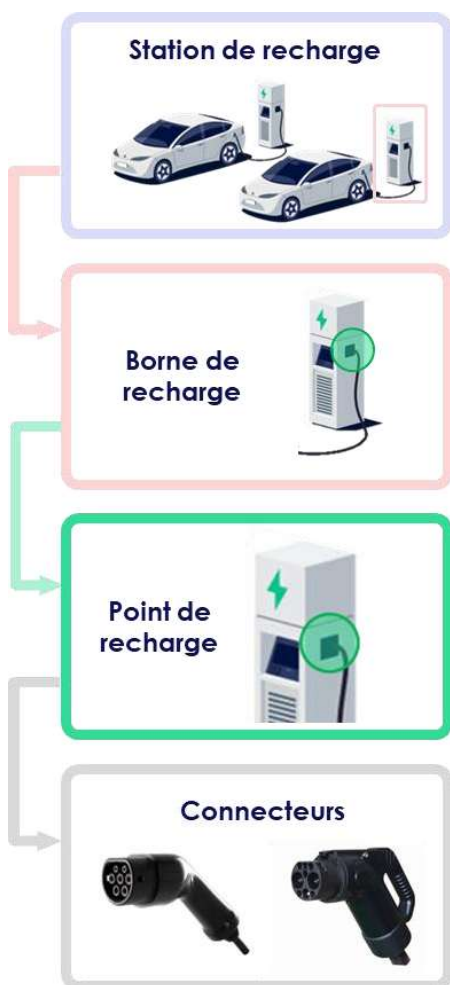 Station de recharge
Borne de
recharge
Point de
recharge
Connecteurs